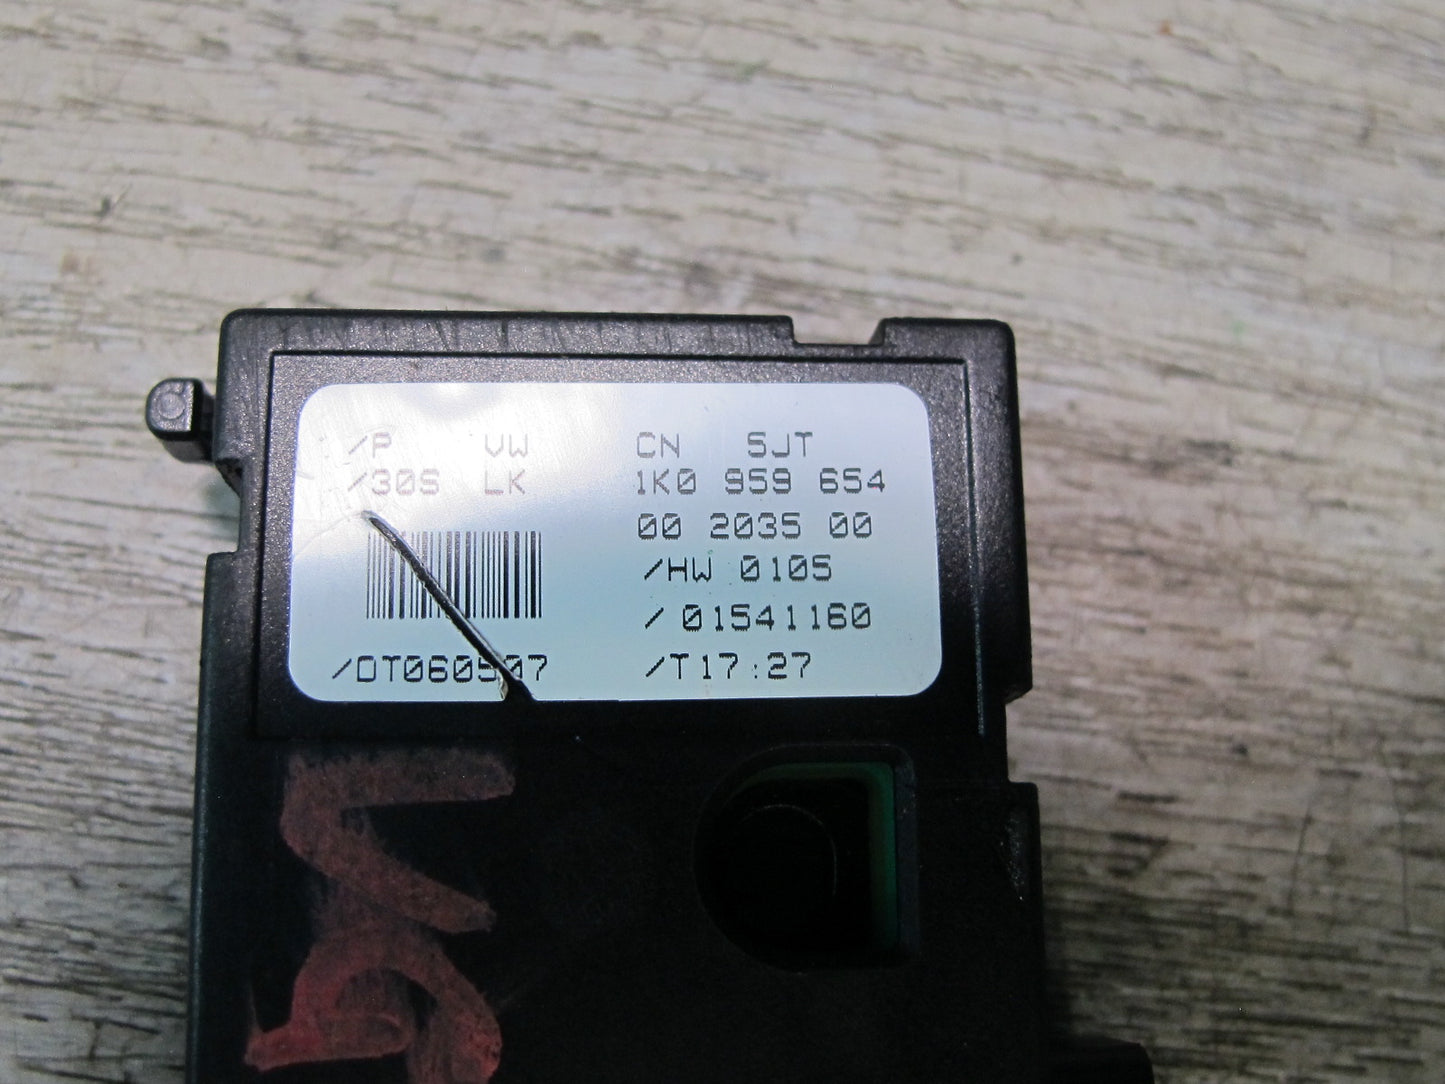 /P VW CN SJT
/30S LK 1K0 959 654
00 2035 00
/HW 0105
/ 01541160
/DT060507 /T17:27